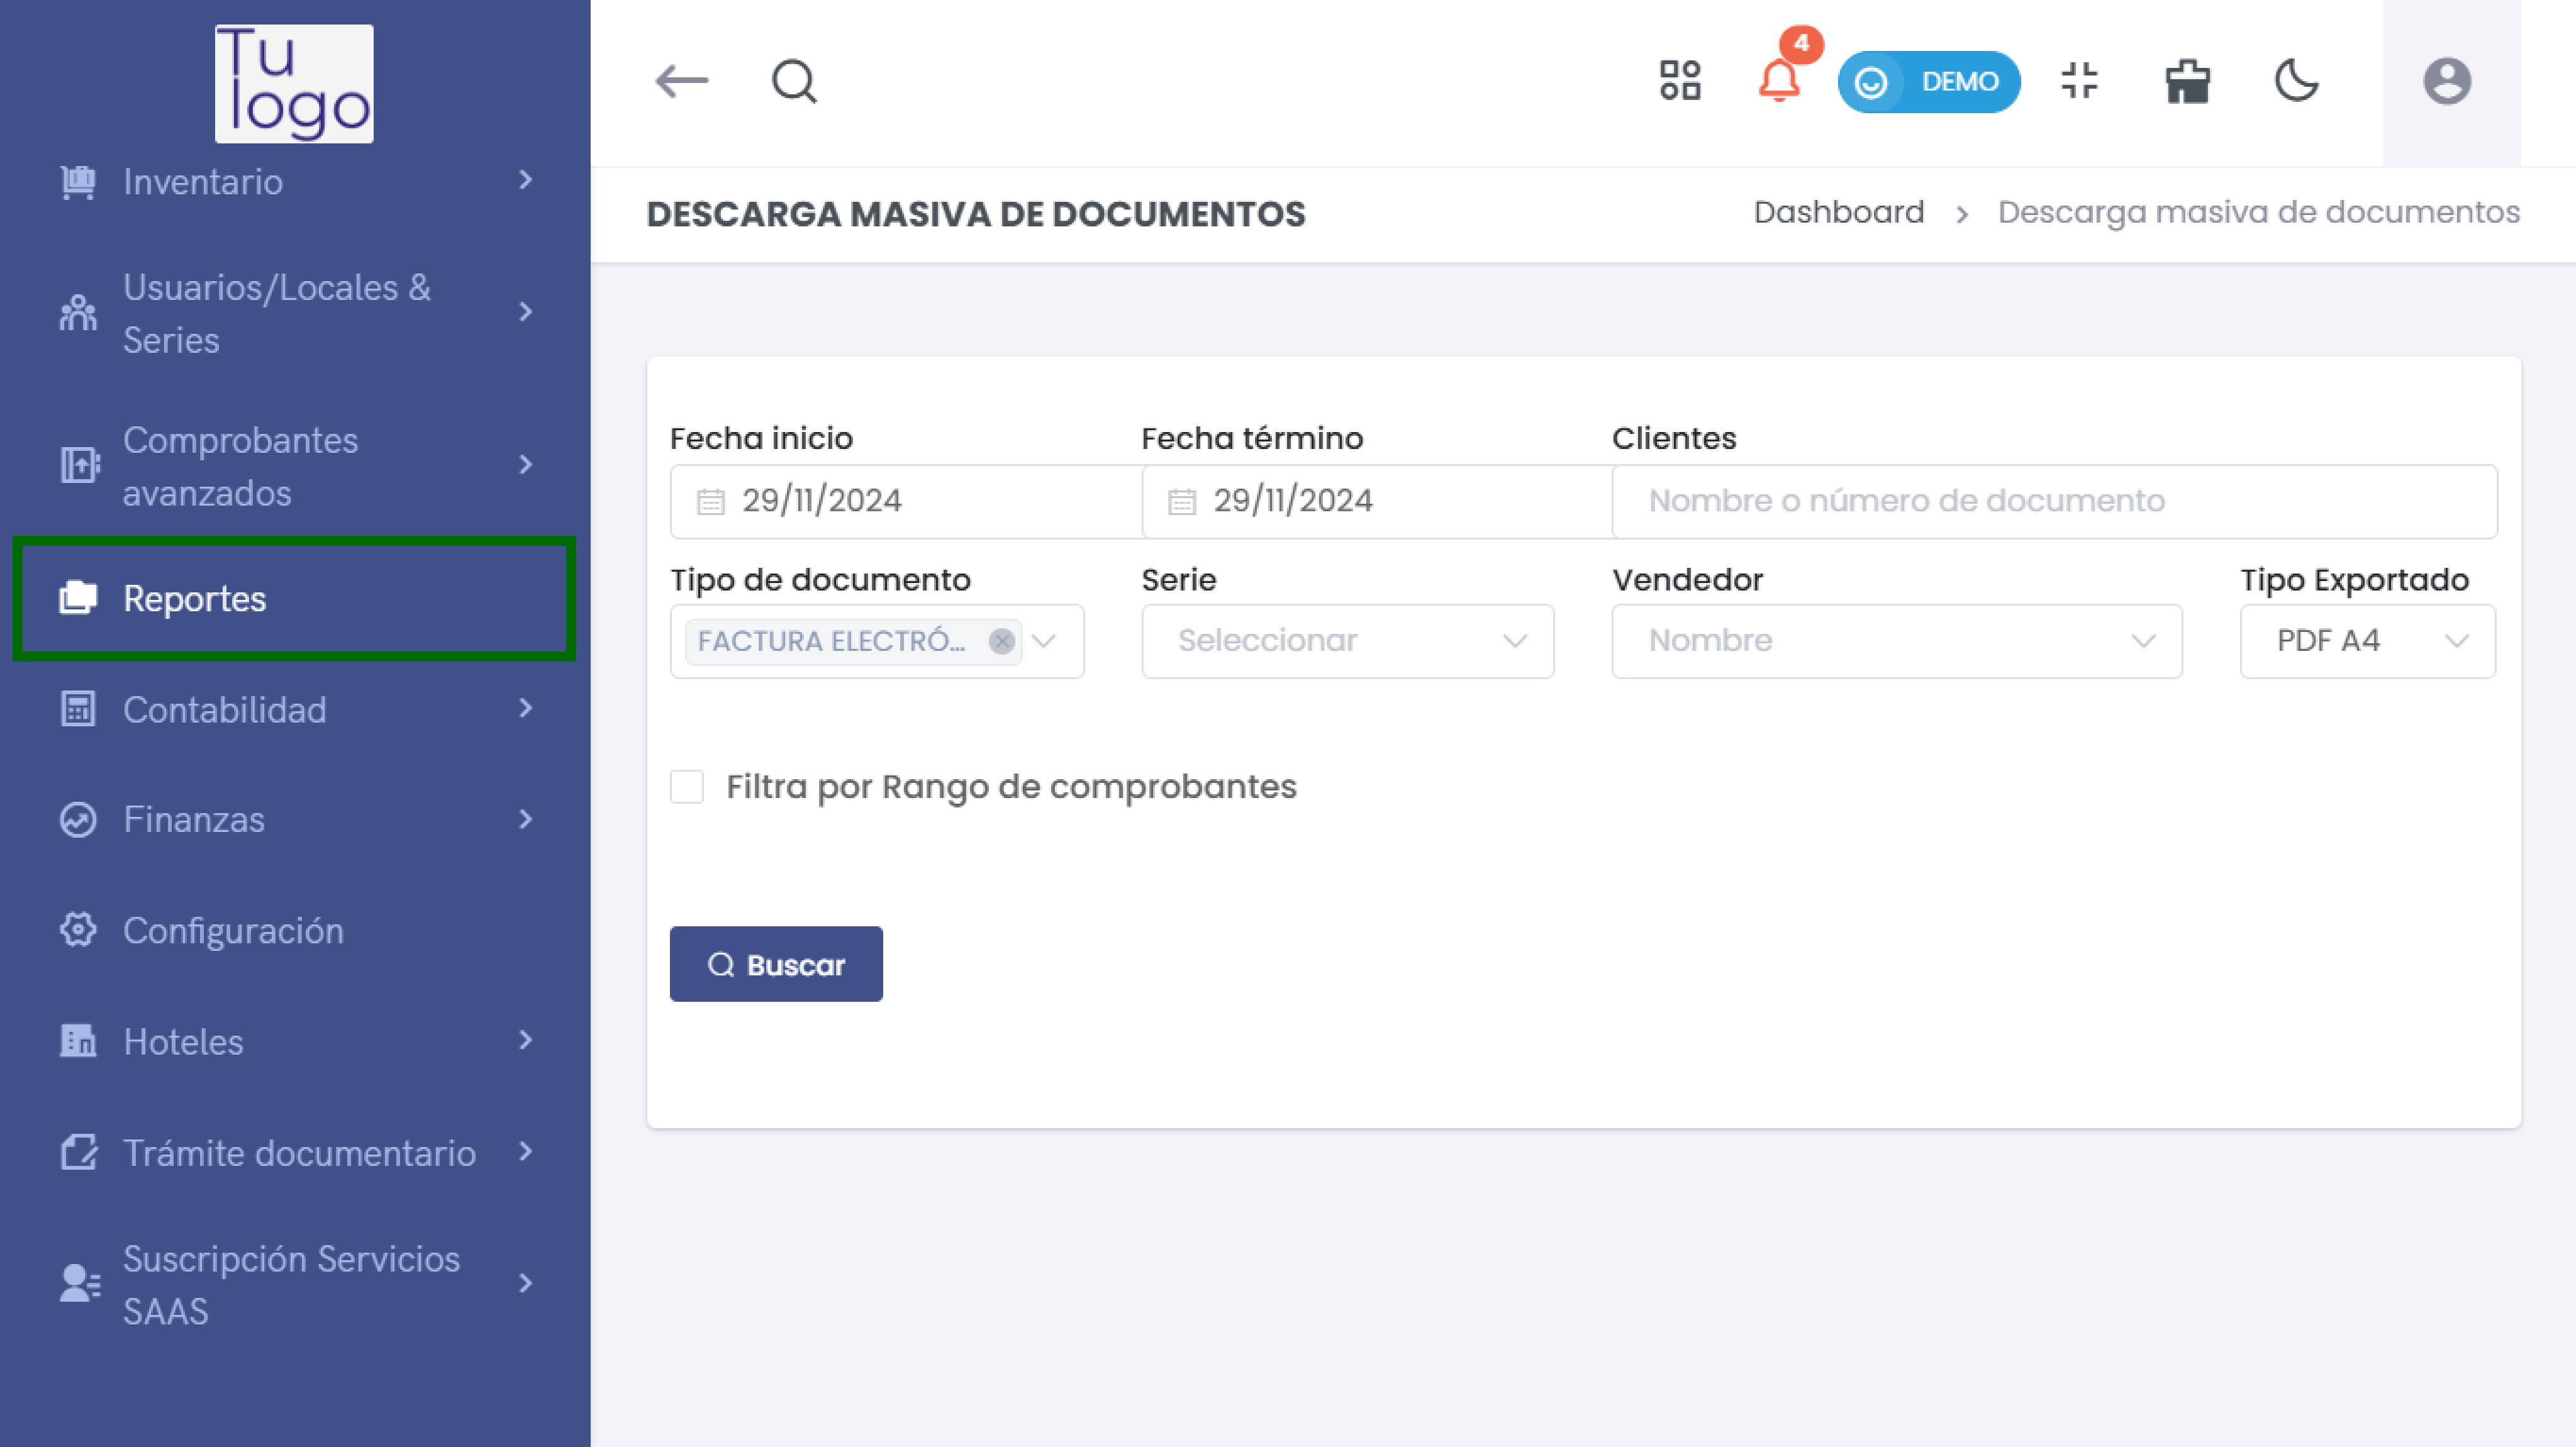 Tu
logo
Inventario
Usuarios/Locales &
Series
Comprobantes
avanzados
Reportes
Contabilidad
Finanzas
Configuración
Hoteles
Trámite documentario
Suscripción Servicios
SAAS
4
DEMO
DESCARGA MASIVA DE DOCUMENTOS
Dashboard > Descarga masiva de documentos
Fecha inicio Fecha término Clientes
29/11/2024 29/11/2024 Nombre o número de documento
Tipo de documento Serie Vendedor Tipo Exportado
FACTURA ELECTRÓ... Seleccionar Nombre PDF A4
Filtra por Rango de comprobantes
Buscar